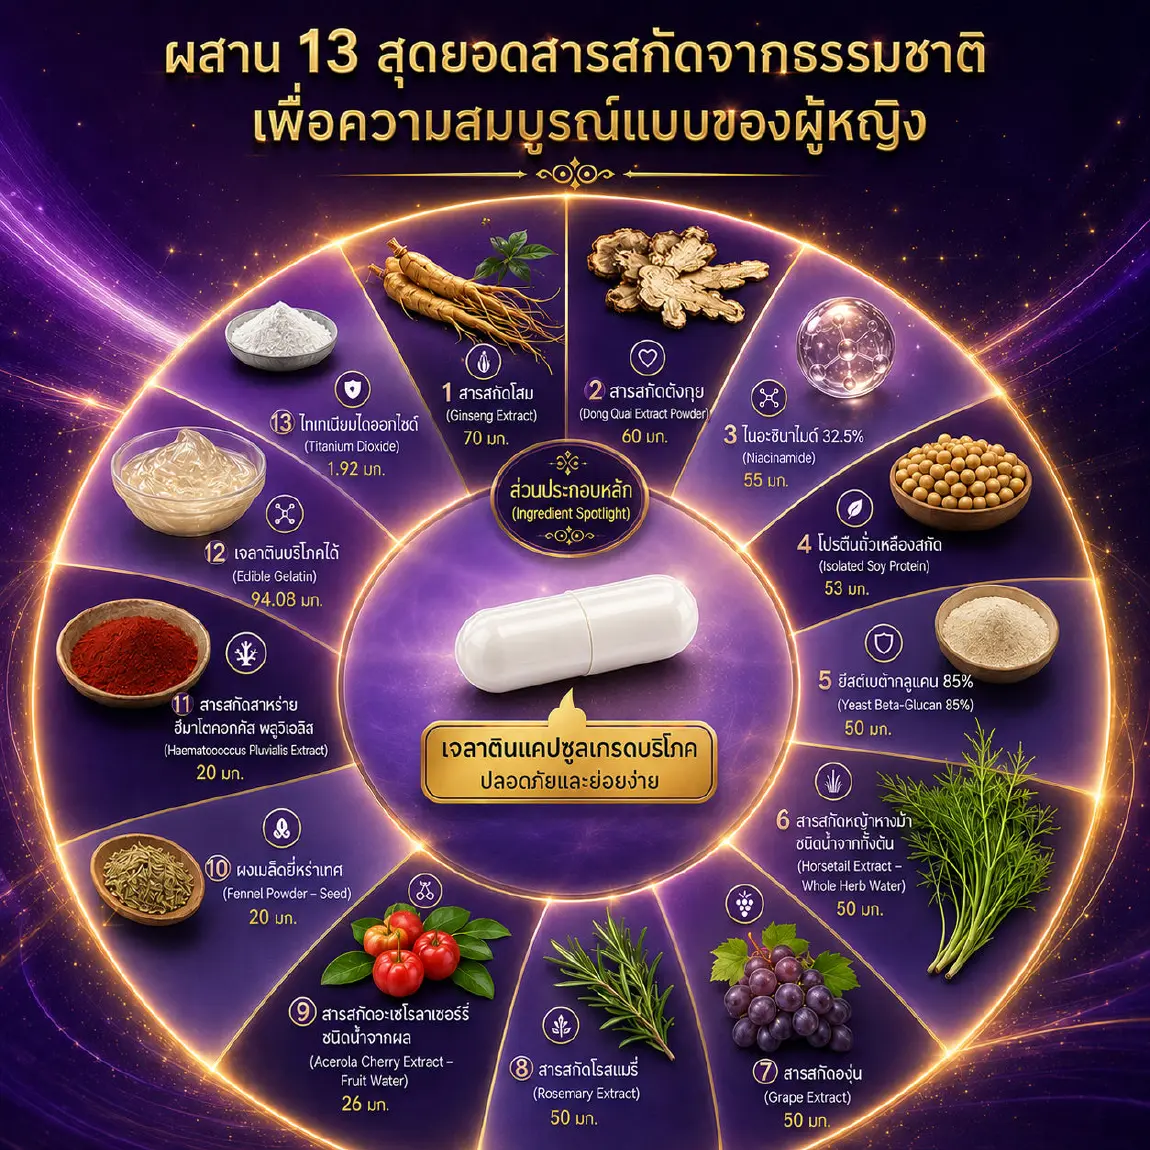 ผสาน 13 สุดยอดสารสกัดจากธรรมชาติ
เพื่อความสมบูรณ์แบบของผู้หญิง
ส่วนประกอบหลัก
(Ingredient Spotlight)
1 สารสกัดโสม
(Ginseng Extract)
70 มก.
2 สารสกัดตังกุย
(Dong Quai Extract Powder)
60 มก.
3 ไนอะซินาไมด์ 32.5%
(Niacinamide)
55 มก.
4 โปรตีนถั่วเหลืองสกัด
(Isolated Soy Protein)
53 มก.
5 ยีสต์เบต้ากลูแคน 85%
(Yeast Beta-Glucan 85%)
50 มก.
6 สารสกัดหญ้าหางม้า
ชนิดน้ำจากทั้งต้น
(Horsetail Extract –
Whole Herb Water)
50 มก.
7 สารสกัดองุ่น
(Grape Extract)
50 มก.
8 สารสกัดโรสแมรี่
(Rosemary Extract)
50 มก.
9 สารสกัดอะเซโรลาเชอร์รี่
ชนิดน้ำจากผล
(Acerola Cherry Extract –
Fruit Water)
26 มก.
10 ผงเมล็ดยี่หร่าเทศ
(Fennel Powder – Seed)
20 มก.
11 สารสกัดสาหร่าย
ฮีมาโตคอกคัส พลูวิเอลิส
(Haematococcus Pluvialis Extract)
20 มก.
12 เจลาตินบริโภคได้
(Edible Gelatin)
94.08 มก.
13 ไทเทเนียมไดออกไซด์
(Titanium Dioxide)
1.92 มก.
เจลาตินแคปซูลเกรดบริโภค
ปลอดภัยและย่อยง่าย